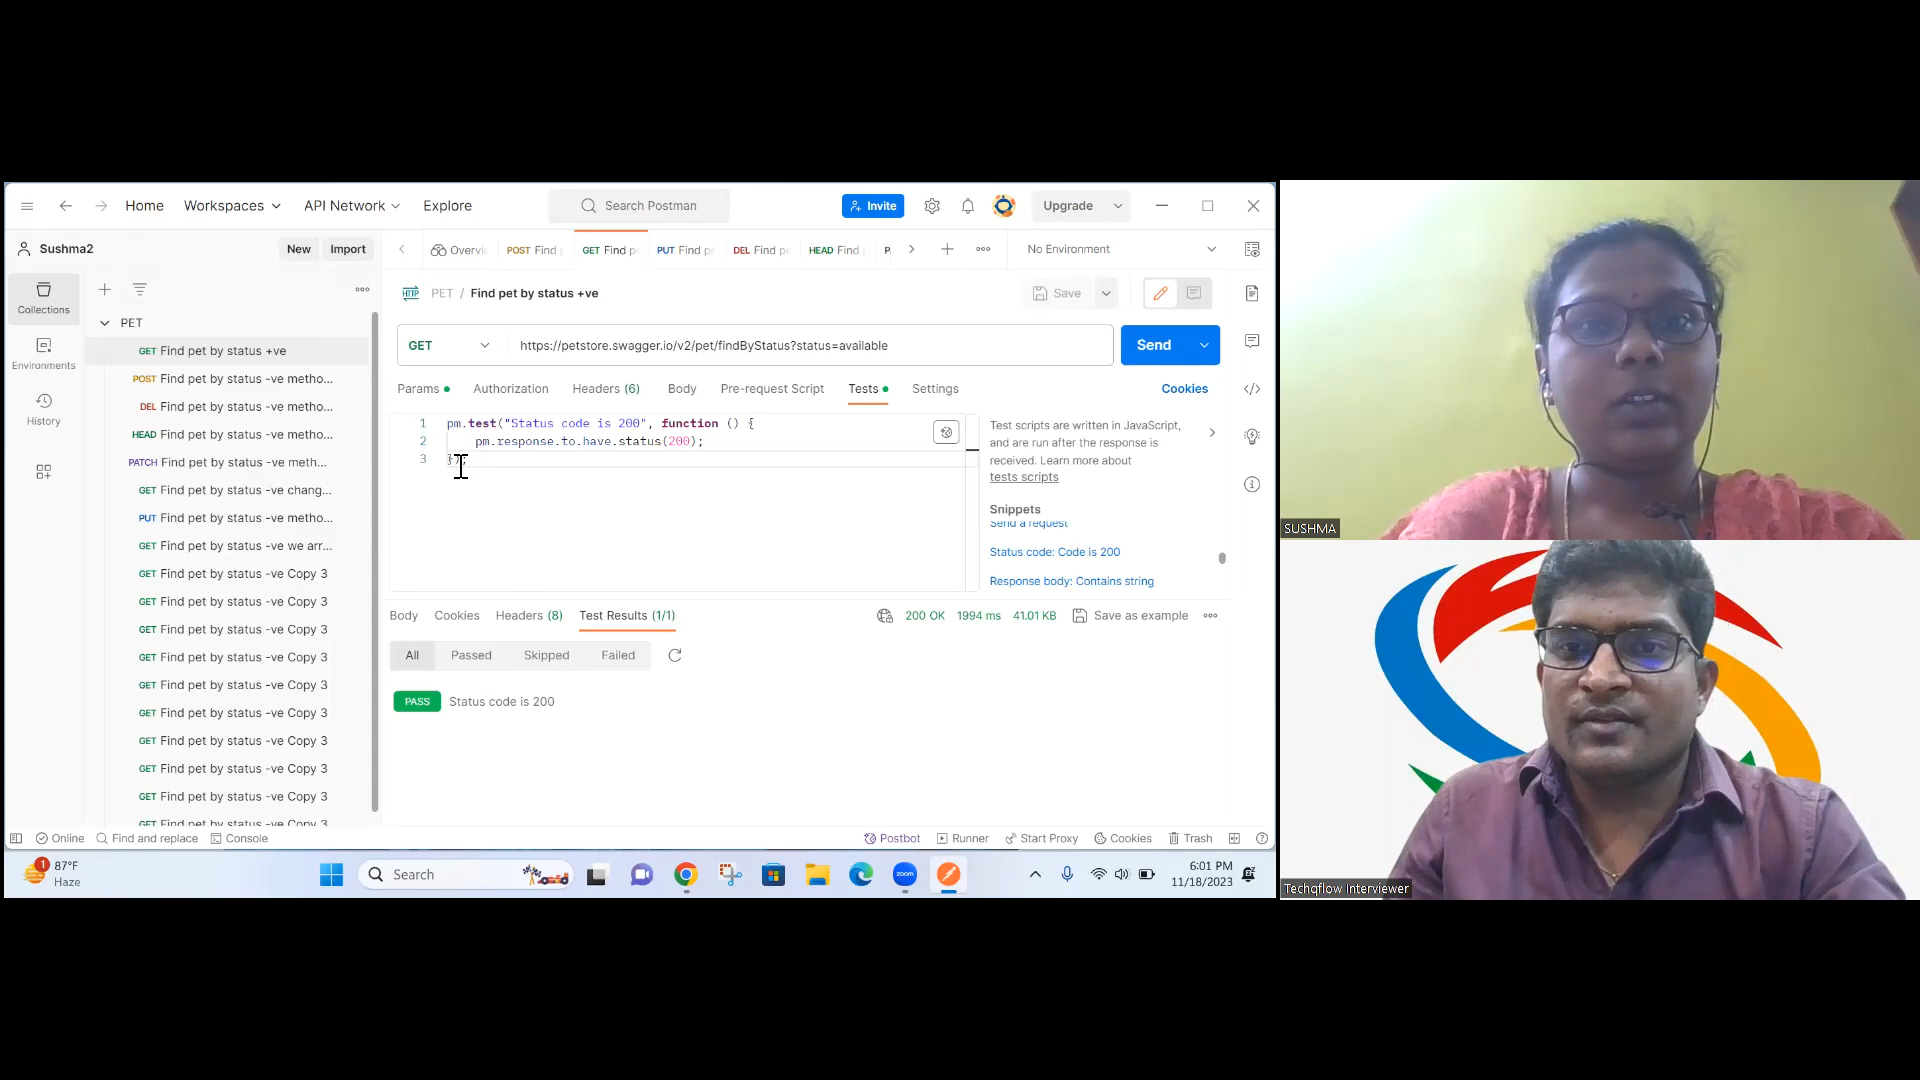 Home
Workspaces
API Network
Explore
Search Postman
Invite
Upgrade
Sushma2
New
Import
Overvi
POST Find
GET Find p
PUT Find p
DEL Find p
HEAD Find
No Environment
Collections
Environments
History
PET
GET Find pet by status +ve
POST Find pet by status -ve metho...
DEL Find pet by status -ve metho...
HEAD Find pet by status -ve metho...
PATCH Find pet by status -ve meth...
GET Find pet by status -ve chang...
PUT Find pet by status -ve metho...
GET Find pet by status -ve we arr...
GET Find pet by status -ve Copy 3
GET Find pet by status -ve Copy 3
GET Find pet by status -ve Copy 3
GET Find pet by status -ve Copy 3
GET Find pet by status -ve Copy 3
GET Find pet by status -ve Copy 3
GET Find pet by status -ve Copy 3
GET Find pet by status -ve Copy 3
GET Find pet by status -ve Copy 3
GET Find pet by status -ve Copy 3
HTTP PET / Find pet by status +ve
Save
GET
https://petstore.swagger.io/v2/pet/findByStatus?status=available
Send
Params
Authorization
Headers (6)
Body
Pre-request Script
Tests
Settings
Cookies
1 pm.test("Status code is 200", function () {
2 pm.response.to.have.status(200);
3 });
Test scripts are written in JavaScript,
and are run after the response is
received. Learn more about
tests scripts
Snippets
Send a request
Status code: Code is 200
Response body: Contains string
Body
Cookies
Headers (8)
Test Results (1/1)
200 OK
1994 ms
41.01 KB
Save as example
All
Passed
Skipped
Failed
PASS
Status code is 200
Online
Find and replace
Console
Postbot
Runner
Start Proxy
Cookies
Trash
1
87°F
Haze
Search
zoom
6:01 PM
11/18/2023
SUSHMA
Techqflow Interviewer